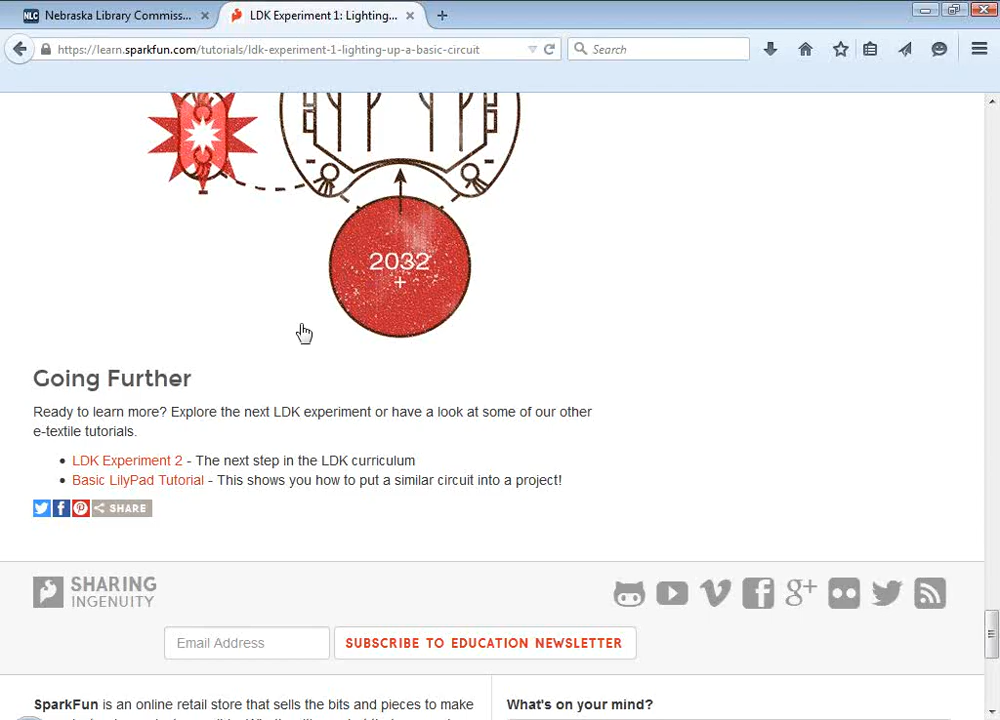 Nebraska Library Commiss...
LDK Experiment 1: Lighting...
https://learn.sparkfun.com/tutorials/ldk-experiment-1-lighting-up-a-basic-circuit
Search
-
-
2032
+
Going Further
Ready to learn more? Explore the next LDK experiment or have a look at some of our other
e-textile tutorials.
LDK Experiment 2 - The next step in the LDK curriculum
Basic LilyPad Tutorial - This shows you how to put a similar circuit into a project!
SHARE
SHARING
INGENUITY
Email Address
SUBSCRIBE TO EDUCATION NEWSLETTER
SparkFun is an online retail store that sells the bits and pieces to make
What's on your mind?